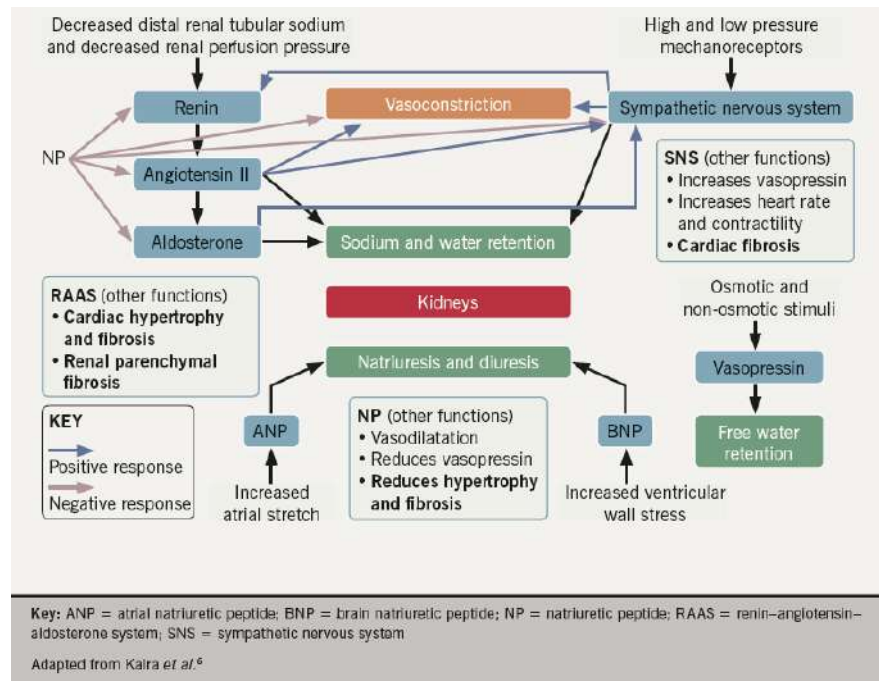 Decreased distal renal tubular sodium
and decreased renal perfusion pressure
High and low pressure
mechanoreceptors
Renin
Vasoconstriction
Sympathetic nervous system
NP
Angiotensin II
Aldosterone
Sodium and water retention
SNS (other functions)
• Increases vasopressin
• Increases heart rate
and contractility
• Cardiac fibrosis
RAAS (other functions)
• Cardiac hypertrophy
and fibrosis
• Renal parenchymal
fibrosis
Kidneys
Osmotic and
non-osmotic stimuli
Natriuresis and diuresis
Vasopressin
KEY
Positive response
Negative response
ANP
NP (other functions)
• Vasodilatation
• Reduces vasopressin
• Reduces hypertrophy
and fibrosis
BNP
Free water
retention
Increased
atrial stretch
Increased ventricular
wall stress
Key: ANP = atrial natriuretic peptide; BNP = brain natriuretic peptide; NP = natriuretic peptide; RAAS = renin–angiotensin–
aldosterone system; SNS = sympathetic nervous system
Adapted from Kalra et al.6